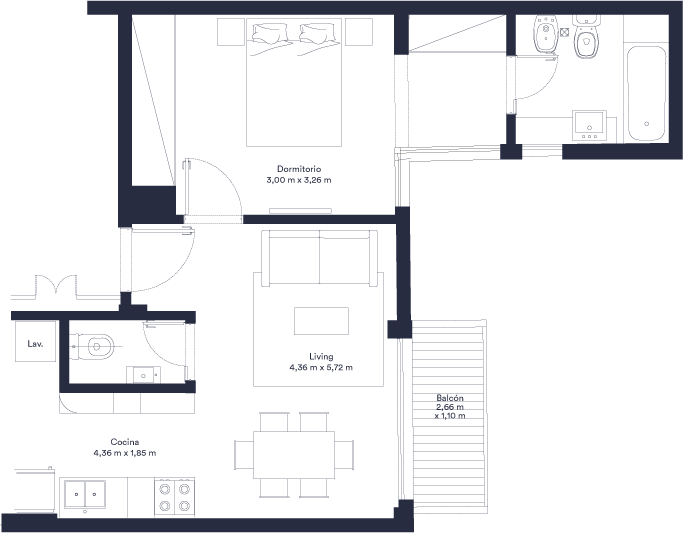 Dormitorio
3,00 m x 3,26 m
Lav.
Living
4,36 m x 5,72 m
Balcón
2,66 m
x 1,10 m
Cocina
4,36 m x 1,85 m